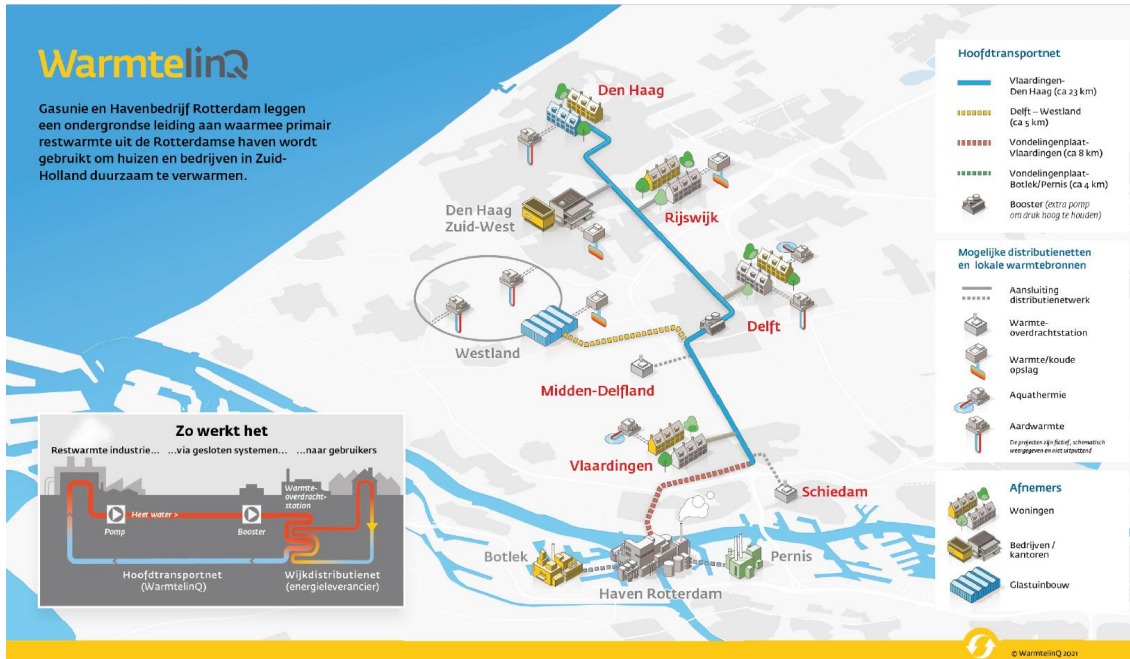 WarmtelinQ
Gasunie en Havenbedrijf Rotterdam leggen
een ondergrondse leiding aan waarmee primair
restwarmte uit de Rotterdamse haven wordt
gebruikt om huizen en bedrijven in Zuid-
Holland duurzaam te verwarmen.
Den Haag
Rijswijk
Den Haag
Zuid-West
Delft
Westland
Midden-Delfland
Vlaardingen
Schiedam
Botlek
Pernis
Haven Rotterdam
Zo werkt het
Restwarmte industrie... ...via gesloten systemen... ...naar gebruikers
Warmte-
overdracht-
station
Heet water >
Pomp
Booster
Hoofdtransportnet
(WarmtelinQ)
Wijkdistributienet
(energieleverancier)
Hoofdtransportnet
Vlaardingen-
Den Haag (ca 23 km)
Delft – Westland
(ca 5 km)
Vondelingenplaat-
Vlaardingen (ca 8 km)
Vondelingenplaat-
Botlek/Pernis (ca 4 km)
Booster (extra pomp
om druk hoog te houden)
Mogelijke distributienetten
en lokale warmtebronnen
Aansluiting
distributienetwerk
Warmte-
overdrachtstation
Warmte/koude
opslag
Aquathermie
Aardwarmte
De projecten zijn fictief, schematisch
weergegeven en niet uitputtend
Afnemers
Woningen
Bedrijven /
kantoren
Glastuinbouw
© WarmtelinQ 2021